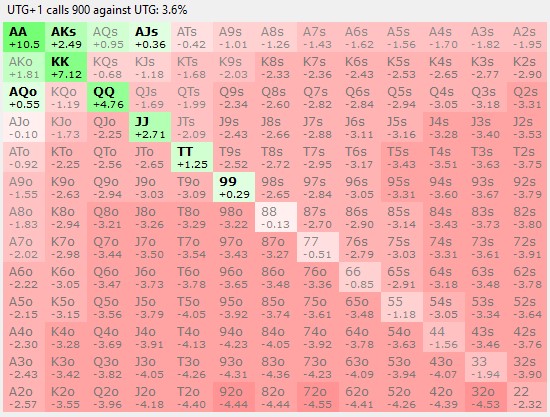 UTG+1 calls 900 against UTG: 3.6%
AA AKs AQs AJs ATs A9s A8s A7s A6s A5s A4s A3s A2s
+10.5 +2.49 +0.95 +0.36 -0.42 -1.01 -1.26 -1.43 -1.62 -1.56 -1.70 -1.82 -1.95
AKo KK KQs KJs KTs K9s K8s K7s K6s K5s K4s K3s K2s
+1.81 +7.12 -0.68 -1.18 -1.68 -2.03 -2.33 -2.36 -2.43 -2.53 -2.65 -2.77 -2.90
AQo KQo QQ QJs QTs Q9s Q8s Q7s Q6s Q5s Q4s Q3s Q2s
+0.55 -1.19 +4.76 -1.69 -1.99 -2.34 -2.60 -2.82 -2.84 -2.94 -3.05 -3.18 -3.31
AJo KJo QJo JJ JTs J9s J8s J7s J6s J5s J4s J3s J2s
-0.10 -1.73 -2.25 +2.71 -2.09 -2.43 -2.66 -2.88 -3.11 -3.16 -3.28 -3.40 -3.53
ATo KTo QTo JTo TT T9s T8s T7s T6s T5s T4s T3s T2s
-0.92 -2.25 -2.56 -2.65 +1.25 -2.52 -2.72 -2.95 -3.17 -3.43 -3.51 -3.63 -3.75
A9o K9o Q9o J9o T9o 99 98s 97s 96s 95s 94s 93s 92s
-1.55 -2.63 -2.94 -3.03 -3.09 +0.29 -2.65 -2.84 -3.05 -3.31 -3.60 -3.67 -3.80
A8o K8o Q8o J8o T8o 98o 88 87s 86s 85s 84s 83s 82s
-1.83 -2.94 -3.21 -3.26 -3.29 -3.22 -0.13 -2.70 -2.90 -3.14 -3.43 -3.73 -3.80
A7o K7o Q7o J7o T7o 97o 87o 77 76s 75s 74s 73s 72s
-2.02 -2.98 -3.44 -3.50 -3.54 -3.43 -3.27 -0.51 -2.79 -3.03 -3.31 -3.61 -3.91
A6o K6o Q6o J6o T6o 96o 86o 76o 66 65s 64s 63s 62s
-2.22 -3.05 -3.47 -3.73 -3.78 -3.65 -3.48 -3.36 -0.85 -2.91 -3.18 -3.48 -3.78
A5o K5o Q5o J5o T5o 95o 85o 75o 65o 55 54s 53s 52s
-2.15 -3.15 -3.56 -3.79 -4.05 -3.92 -3.74 -3.61 -3.48 -1.18 -3.05 -3.34 -3.64
A4o K4o Q4o J4o T4o 94o 84o 74o 64o 54o 44 43s 42s
-2.30 -3.28 -3.69 -3.91 -4.13 -4.23 -4.05 -3.92 -3.78 -3.63 -1.56 -3.46 -3.76
A3o K3o Q3o J3o T3o 93o 83o 73o 63o 53o 43o 33 32s
-2.43 -3.42 -3.82 -4.05 -4.26 -4.31 -4.36 -4.23 -4.09 -3.94 -4.07 -1.94 -3.90
A2o K2o Q2o J2o T2o 92o 82o 72o 62o 52o 42o 32o 22
-2.57 -3.55 -3.96 -4.18 -4.40 -4.44 -4.44 -4.55 -4.41 -4.26 -4.39 -4.53 -2.32